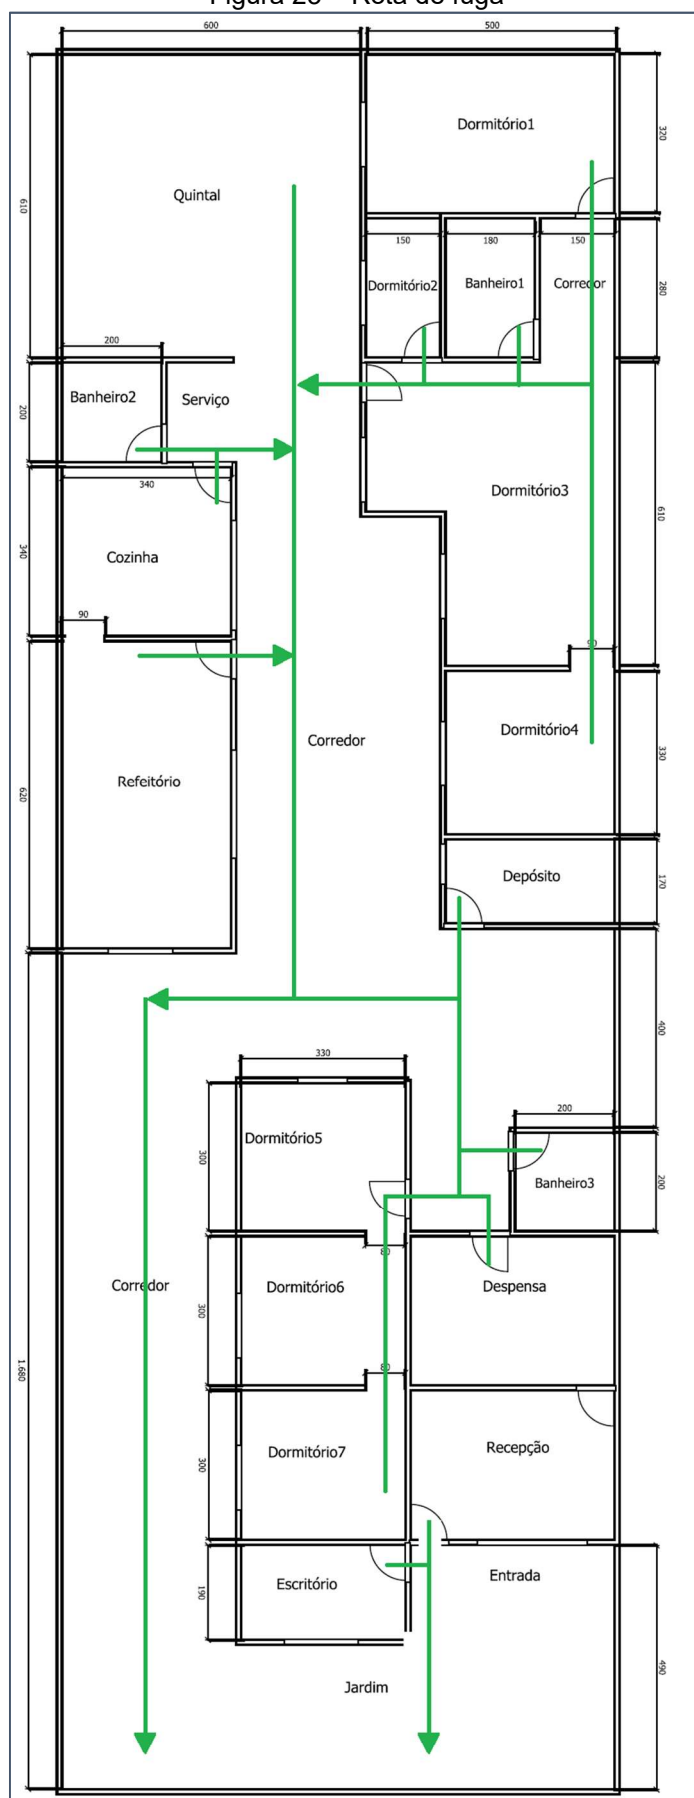 Figura 28 – Rota de fuga
600
500
Dormitório1
320
Quintal
610
150
180
150
Dormitório2
Banheiro1
Corredor
280
200
Banheiro2
Serviço
200
340
Dormitório3
610
Cozinha
340
90
90
Dormitório4
Corredor
330
Refeitório
620
Depósito
170
400
330
200
Dormitório5
300
Banheiro3
200
80
Corredor
Dormitório6
Despensa
300
80
1.680
Recepção
Dormitório7
300
Entrada
Escritório
190
Jardim
490